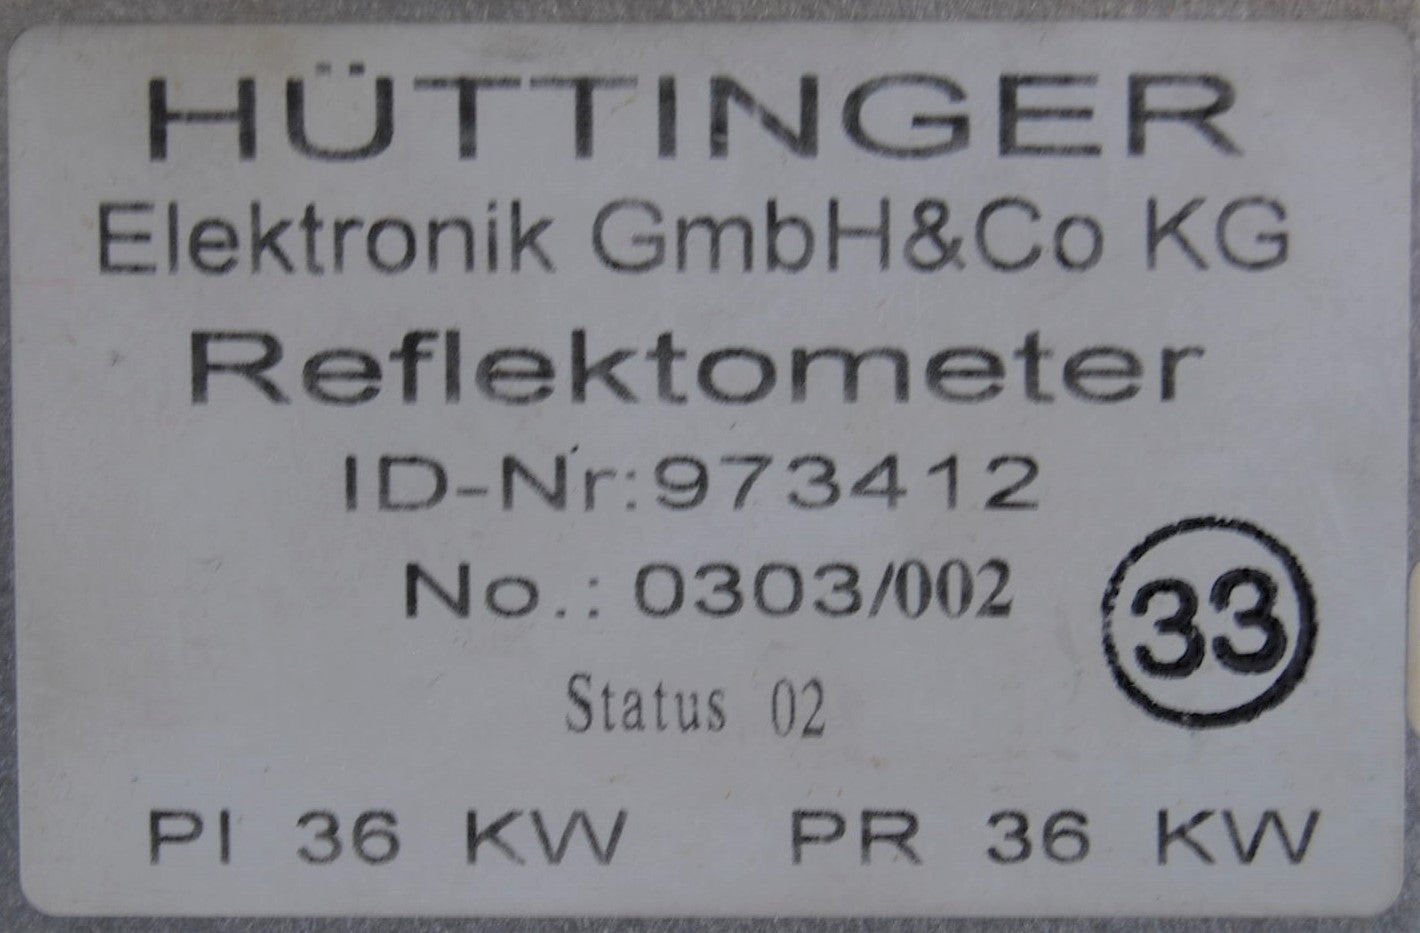 HÜTTINGER
Elektronik GmbH&Co KG
Reflektometer
ID-Nr:973412
No.: 0303/002
33
Status 02
PI 36 KW PR 36 KW